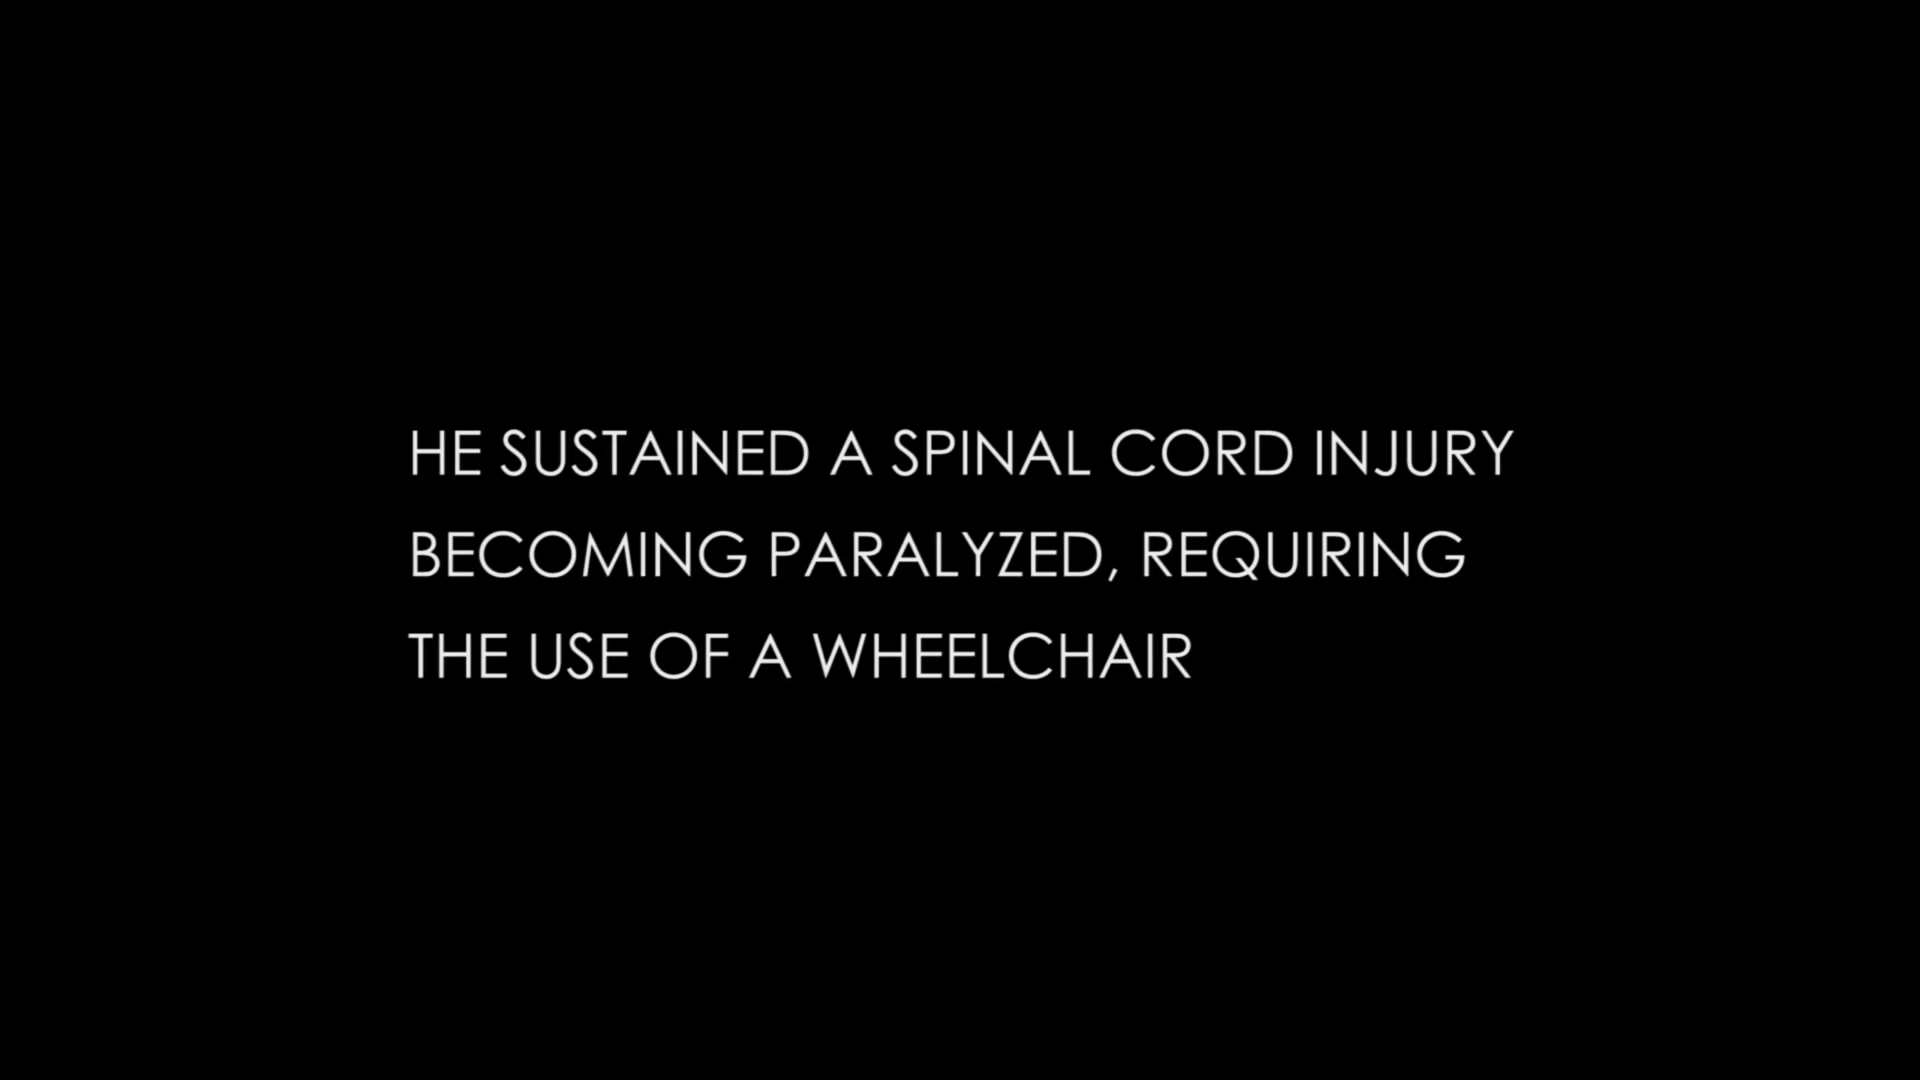 HE SUSTAINED A SPINAL CORD INJURY
BECOMING PARALYZED, REQUIRING
THE USE OF A WHEELCHAIR